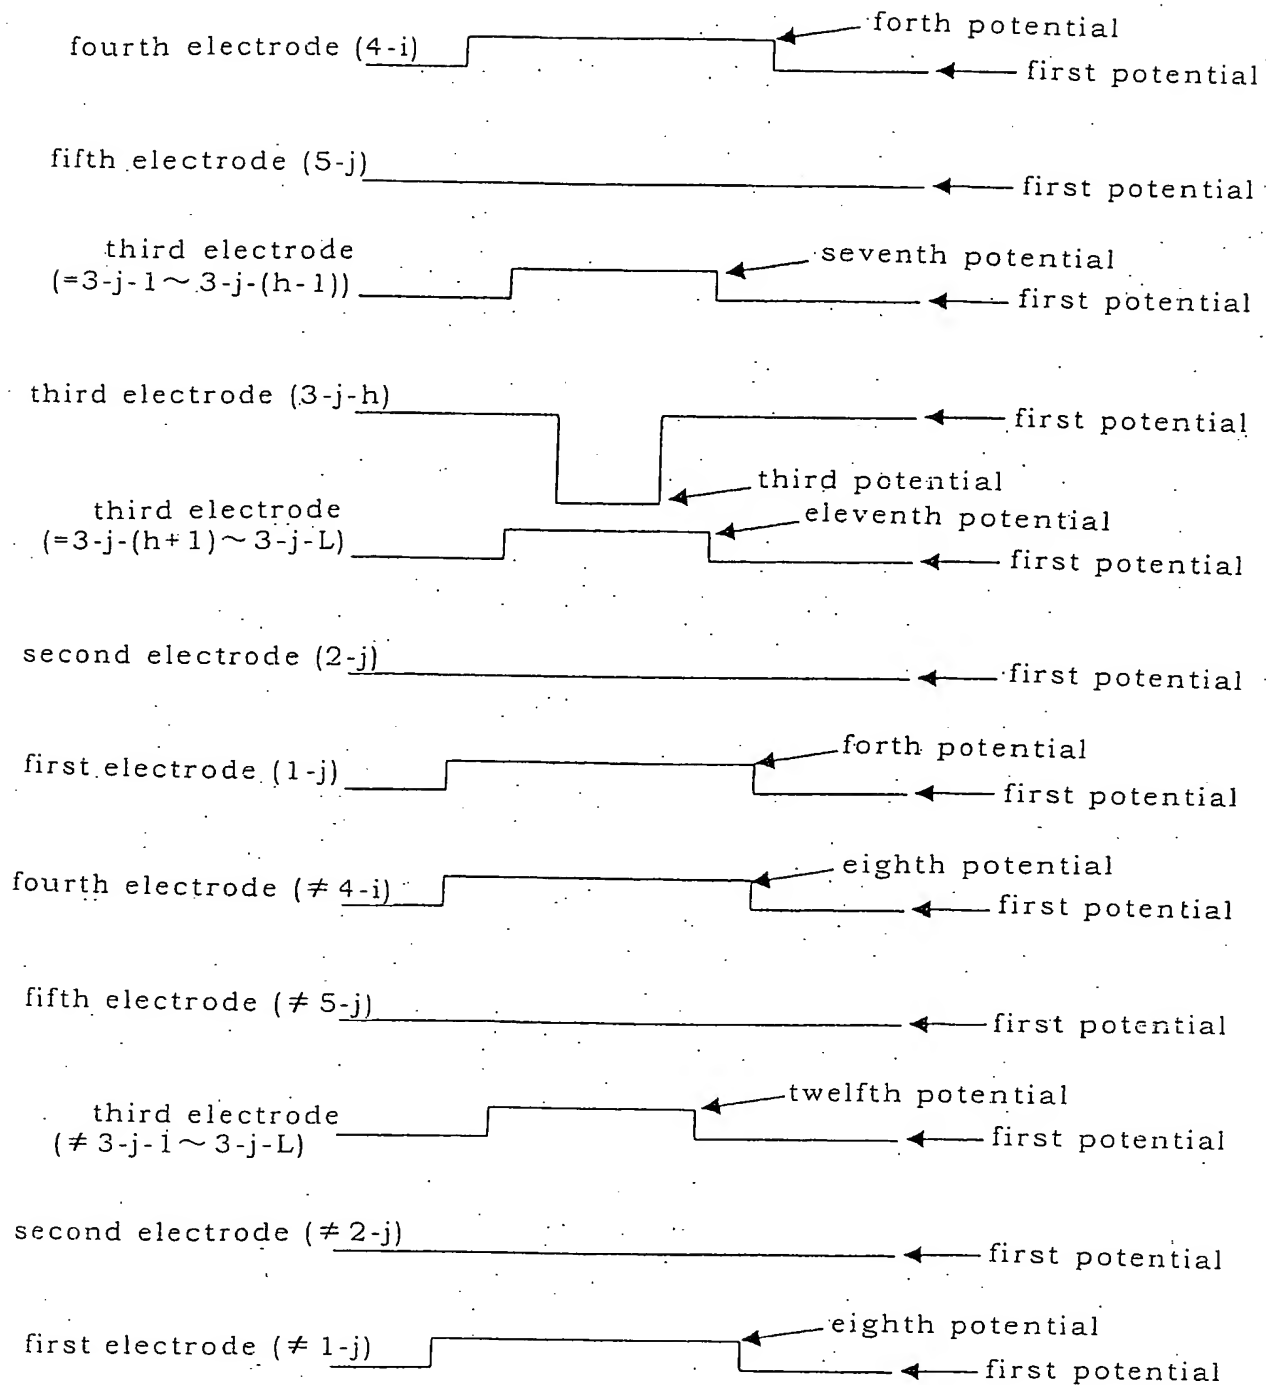 forth potential
fourth electrode (4-i)
first potential
fifth electrode (5-j)
first potential
third electrode
(=3-j-1～3-j-(h-1))
seventh potential
first potential
third electrode (3-j-h)
first potential
third potential
third electrode
(=3-j-(h+1)～3-j-L)
eleventh potential
first potential
second electrode (2-j)
first potential
forth potential
first electrode (1-j)
first potential
eighth potential
fourth electrode (≠ 4-i)
first potential
fifth electrode (≠ 5-j)
first potential
twelfth potential
third electrode
(≠ 3-j-i～3-j-L)
first potential
second electrode (≠ 2-j)
first potential
eighth potential
first electrode (≠ 1-j)
first potential